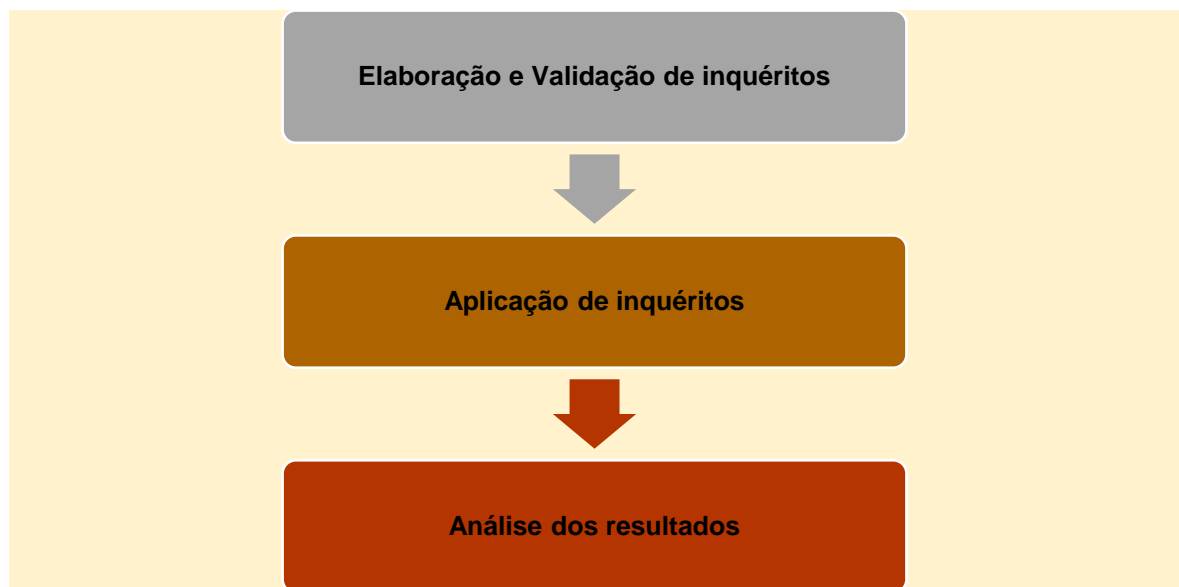 Elaboração e Validação de inquéritos
Aplicação de inquéritos
Análise dos resultados